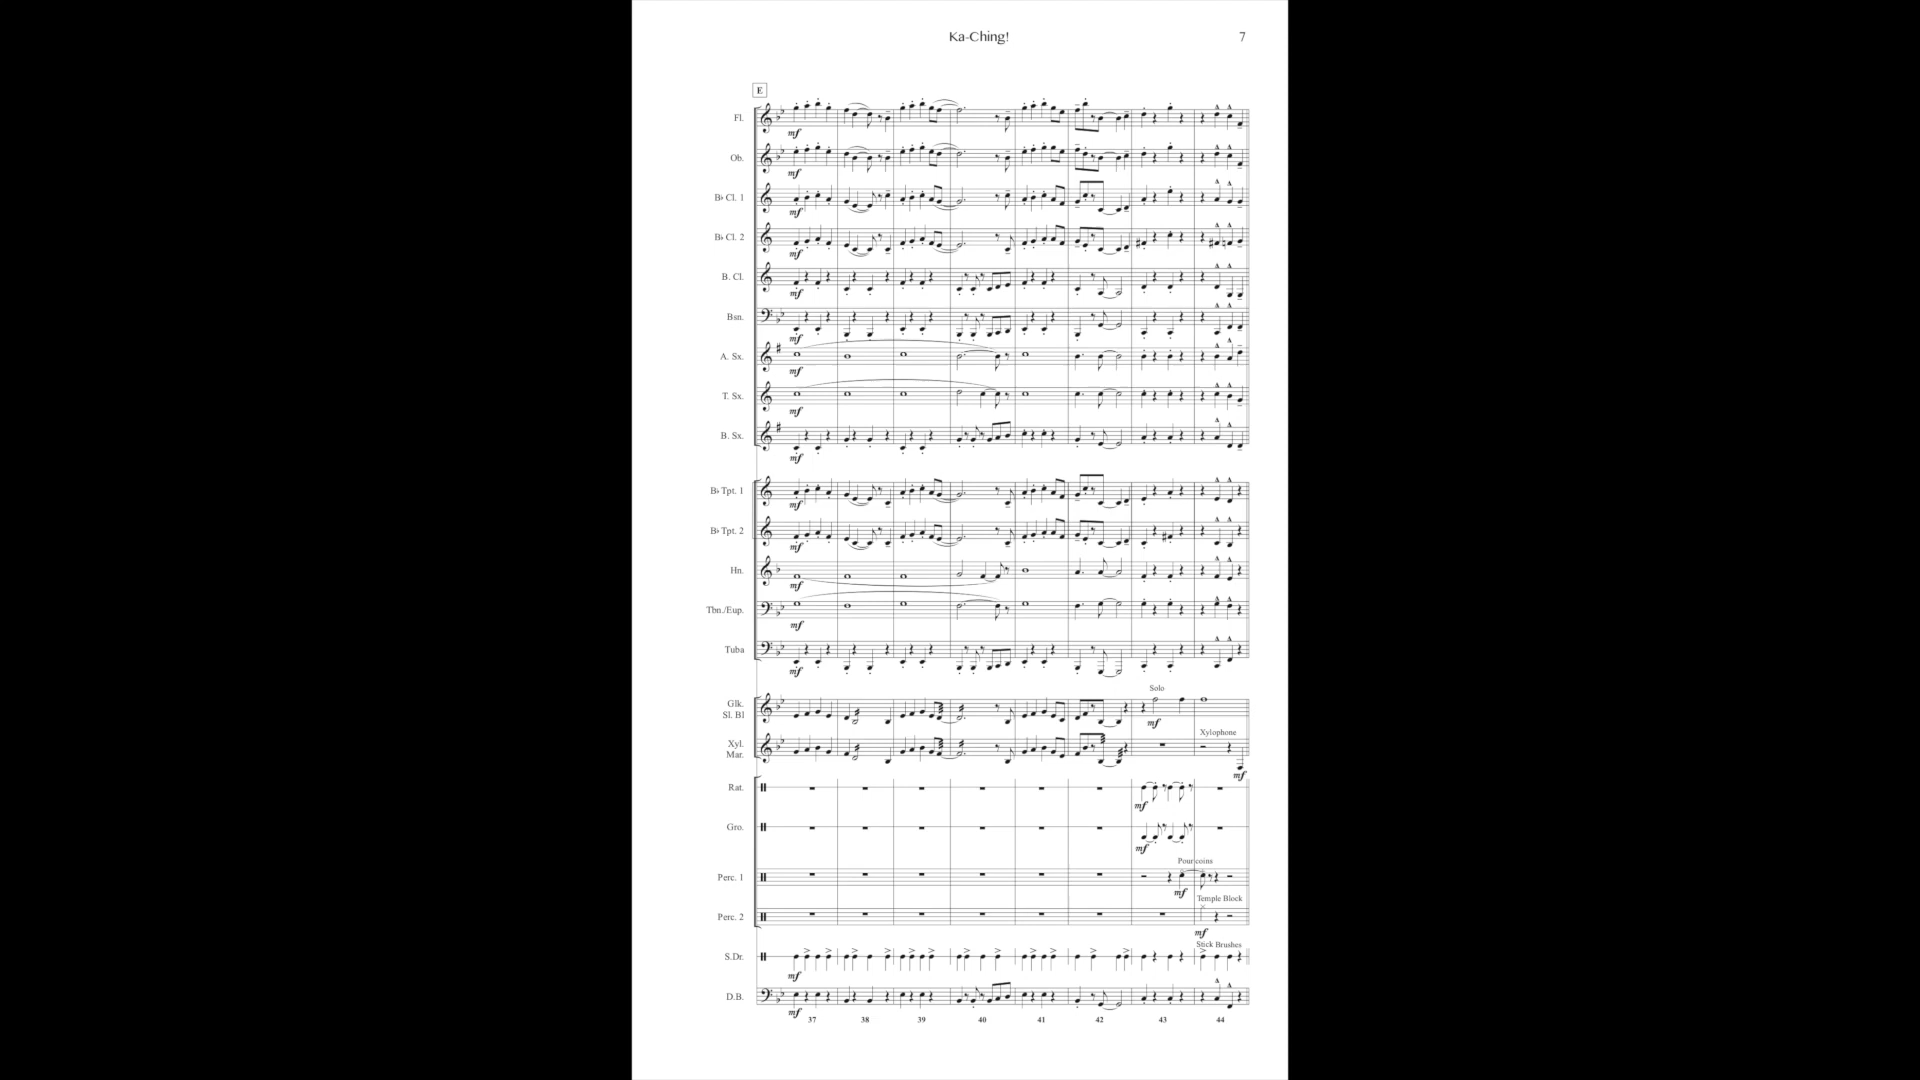 Ka-Ching!
7
E
Fl.
mf
Ob.
mf
B♭ Cl. 1
mf
B♭ Cl. 2
mf
B. Cl.
mf
Bsn.
mf
A. Sx.
mf
T. Sx.
mf
B. Sx.
mf
B♭ Tpt. 1
mf
B♭ Tpt. 2
mf
Hn.
mf
Tbn./Eup.
mf
Tuba
mf
Solo
Glk.
Sl. Bl
mf
Xylophone
Xyl.
Mar.
mf
Rat.
mf
Gro.
mf
Pour coins
Perc. 1
mf
Temple Block
Perc. 2
mf
Stick Brushes
S.Dr.
mf
D.B.
mf
37 38 39 40 41 42 43 44